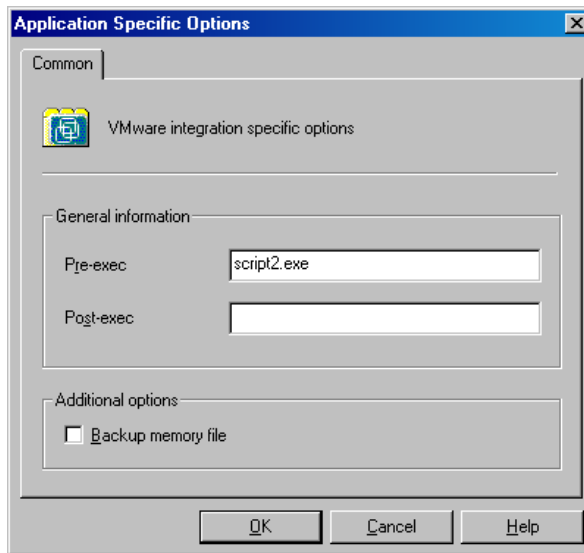 Application Specific Options
Common
VMware integration specific options
General information
Pre-exec
script2.exe
Post-exec
Additional options
Backup memory file
OK
Cancel
Help